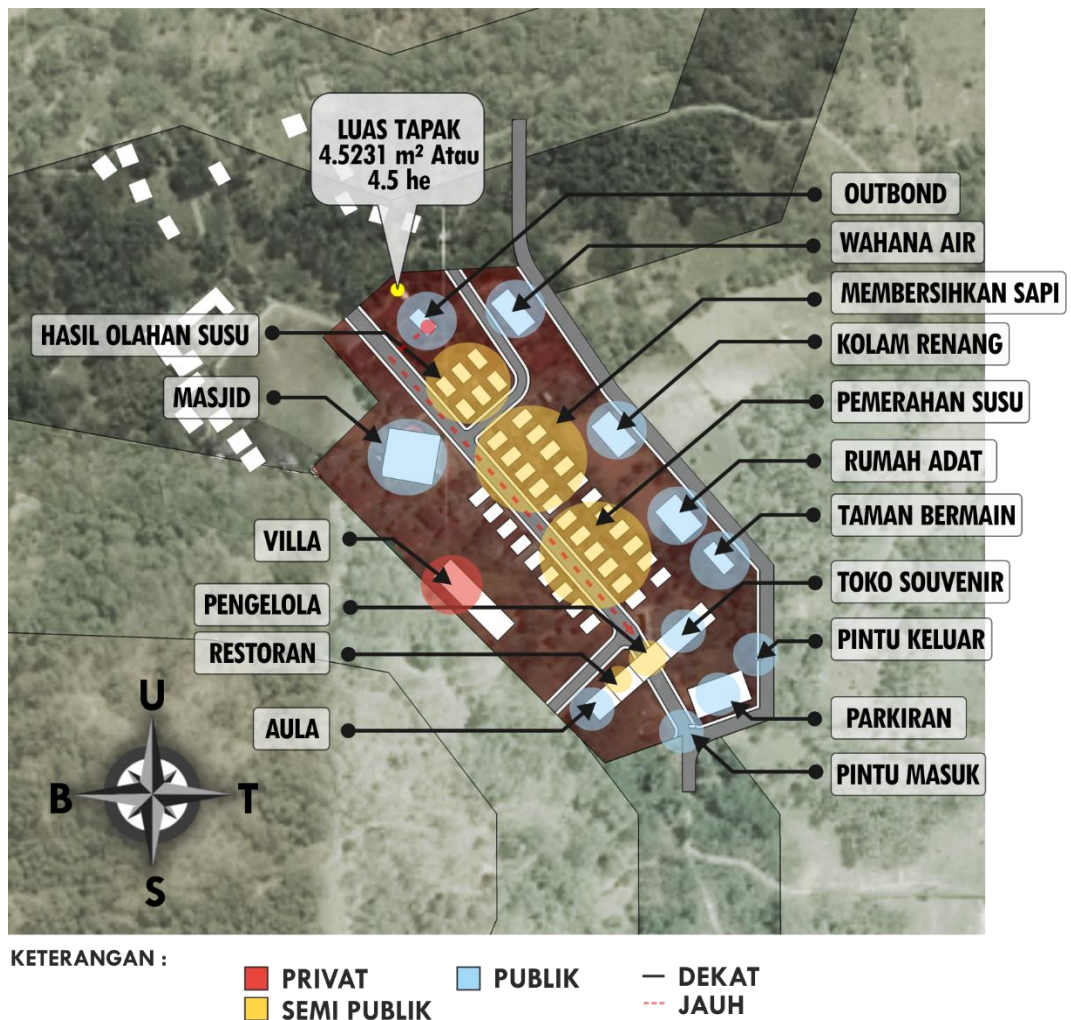 LUAS TAPAK
4.5231 m² Atau
4.5 he
OUTBOND
WAHANA AIR
MEMBERSIHKAN SAPI
KOLAM RENANG
PEMERAHAN SUSU
RUMAH ADAT
TAMAN BERMAIN
TOKO SOUVENIR
PINTU KELUAR
PARKIRAN
PINTU MASUK
HASIL OLAHAN SUSU
MASJID
VILLA
PENGELOLA
RESTORAN
AULA
U
B
T
S
KETERANGAN :
PRIVAT
PUBLIK
DEKAT
SEMI PUBLIK
JAUH